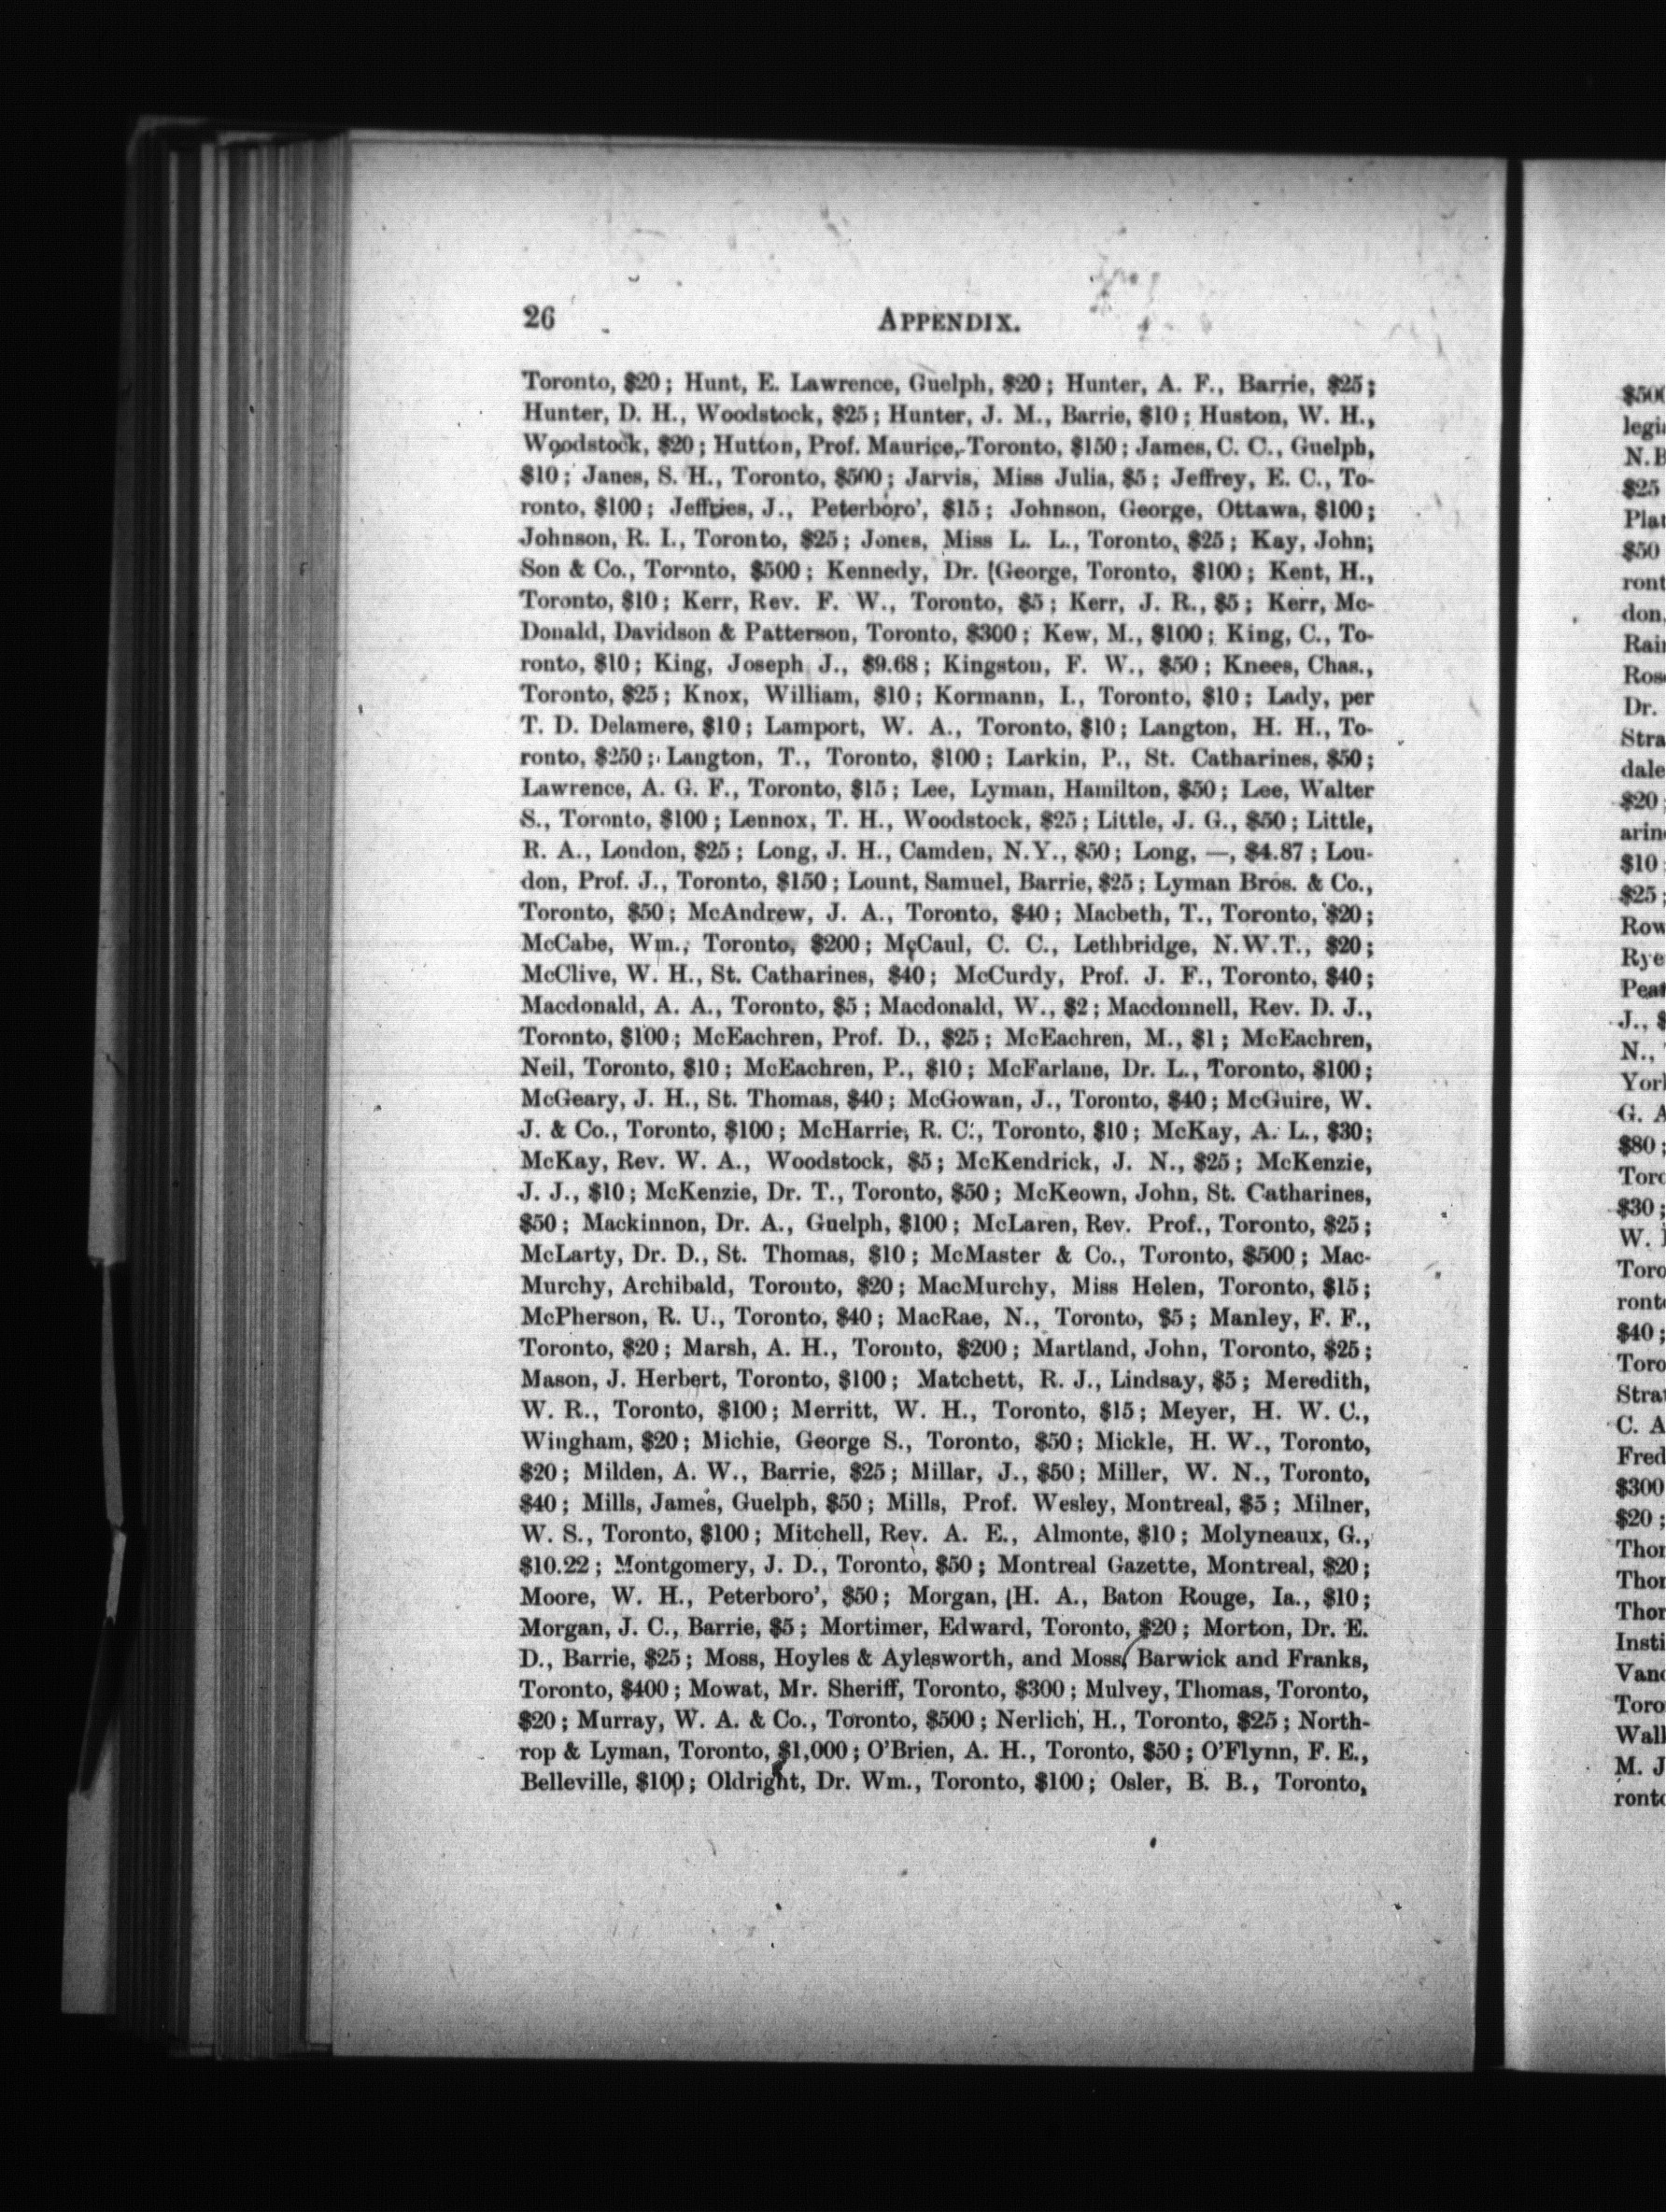 26 APPENDIX.
Toronto, $20; Hunt, E. Lawrence, Guelph, $20; Hunter, A. F., Barrie, $25;
Hunter, D. H., Woodstock, $25; Hunter, J. M., Barrie, $10; Huston, W. H.,
Woodstock, $20; Hutton, Prof. Maurice, Toronto, $150; James, C. C., Guelph,
$10; Janes, S. H., Toronto, $500; Jarvis, Miss Julia, $5; Jeffrey, E. C., To-
ronto, $100; Jeffries, J., Peterboro', $15; Johnson, George, Ottawa, $100;
Johnson, R. I., Toronto, $25; Jones, Miss L. L., Toronto, $25; Kay, John;
Son & Co., Toronto, $500; Kennedy, Dr. (George, Toronto, $100; Kent, H.,
Toronto, $10; Kerr, Rev. F. W., Toronto, $5; Kerr, J. R., $5; Kerr, Mc-
Donald, Davidson & Patterson, Toronto, $300; Kew, M., $100; King, C., To-
ronto, $10; King, Joseph J., $9.68; Kingston, F. W., $50; Knees, Chas.,
Toronto, $25; Knox, William, $10; Kormann, I., Toronto, $10; Lady, per
T. D. Delamere, $10; Lamport, W. A., Toronto, $10; Langton, H. H., To-
ronto, $250; Langton, T., Toronto, $100; Larkin, P., St. Catharines, $50;
Lawrence, A. G. F., Toronto, $15; Lee, Lyman, Hamilton, $50; Lee, Walter
S., Toronto, $100; Lennox, T. H., Woodstock, $25; Little, J. G., $50; Little,
R. A., London, $25; Long, J. H., Camden, N.Y., $50; Long, —, $4.87; Lou-
don, Prof. J., Toronto, $150; Lount, Samuel, Barrie, $25; Lyman Bros. & Co.,
Toronto, $50; McAndrew, J. A., Toronto, $40; Macbeth, T., Toronto, $20;
McCabe, Wm., Toronto, $200; McCaul, C. C., Lethbridge, N.W.T., $20;
McClive, W. H., St. Catharines, $40; McCurdy, Prof. J. F., Toronto, $40;
Macdonald, A. A., Toronto, $5; Macdonald, W., $2; Macdonnell, Rev. D. J.,
Toronto, $100; McEachren, Prof. D., $25; McEachren, M., $1; McEachren,
Neil, Toronto, $10; McEachren, P., $10; McFarlane, Dr. L., Toronto, $100;
McGeary, J. H., St. Thomas, $40; McGowan, J., Toronto, $40; McGuire, W.
J. & Co., Toronto, $100; McHarrie, R. C., Toronto, $10; McKay, A. L., $30;
McKay, Rev. W. A., Woodstock, $5; McKendrick, J. N., $25; McKenzie,
J. J., $10; McKenzie, Dr. T., Toronto, $50; McKeown, John, St. Catharines,
$50; Mackinnon, Dr. A., Guelph, $100; McLaren, Rev. Prof., Toronto, $25;
McLarty, Dr. D., St. Thomas, $10; McMaster & Co., Toronto, $500; Mac-
Murchy, Archibald, Toronto, $20; MacMurchy, Miss Helen, Toronto, $15;
McPherson, R. U., Toronto, $40; MacRae, N., Toronto, $5; Manley, F. F.,
Toronto, $20; Marsh, A. H., Toronto, $200; Martland, John, Toronto, $25;
Mason, J. Herbert, Toronto, $100; Matchett, R. J., Lindsay, $5; Meredith,
W. R., Toronto, $100; Merritt, W. H., Toronto, $15; Meyer, H. W. C.,
Wingham, $20; Michie, George S., Toronto, $50; Mickle, H. W., Toronto,
$20; Milden, A. W., Barrie, $25; Millar, J., $50; Miller, W. N., Toronto,
$40; Mills, James, Guelph, $50; Mills, Prof. Wesley, Montreal, $5; Milner,
W. S., Toronto, $100; Mitchell, Rev. A. E., Almonte, $10; Molyneaux, G.,
$10.22; Montgomery, J. D., Toronto, $50; Montreal Gazette, Montreal, $20;
Moore, W. H., Peterboro', $50; Morgan, (H. A., Baton Rouge, Ia., $10;
Morgan, J. C., Barrie, $5; Mortimer, Edward, Toronto, $20; Morton, Dr. E.
D., Barrie, $25; Moss, Hoyles & Aylesworth, and Moss, Barwick and Franks,
Toronto, $400; Mowat, Mr. Sheriff, Toronto, $300; Mulvey, Thomas, Toronto,
$20; Murray, W. A. & Co., Toronto, $500; Nerlich, H., Toronto, $25; North-
rop & Lyman, Toronto, $1,000; O'Brien, A. H., Toronto, $50; O'Flynn, F. E.,
Belleville, $100; Oldright, Dr. Wm., Toronto, $100; Osler, B. B., Toronto,